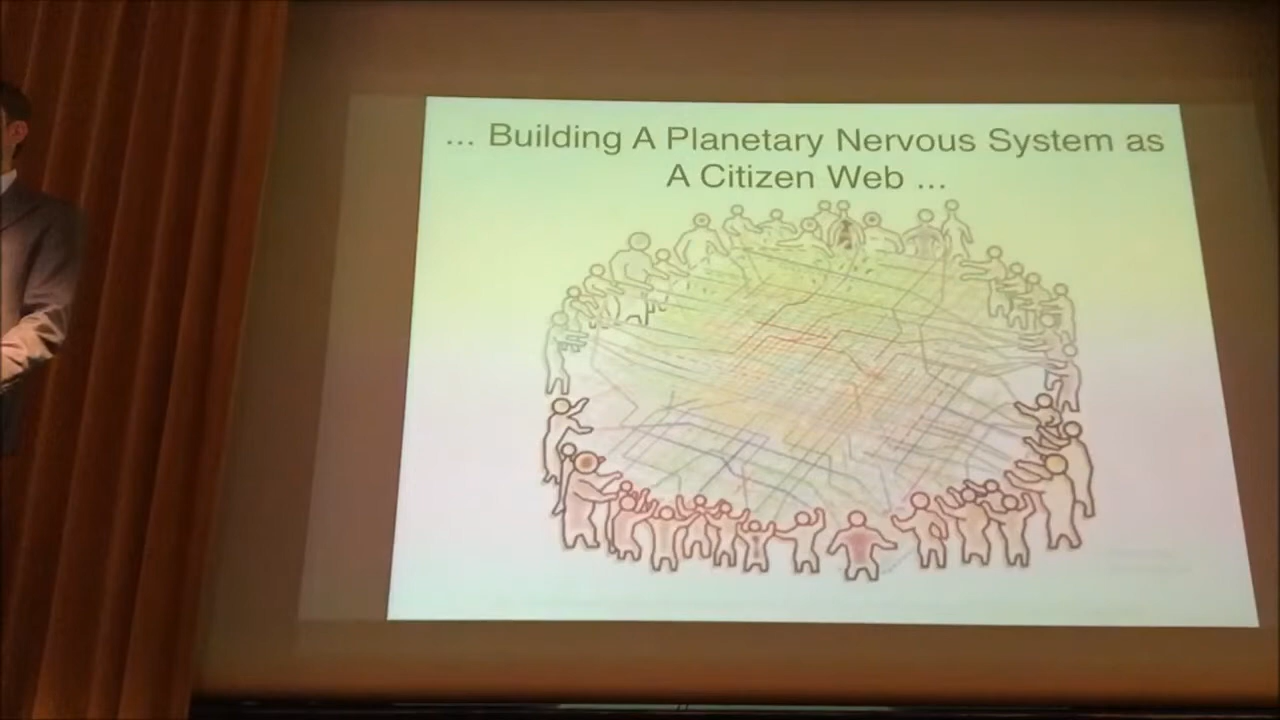 ... Building A Planetary Nervous System as
A Citizen Web ...